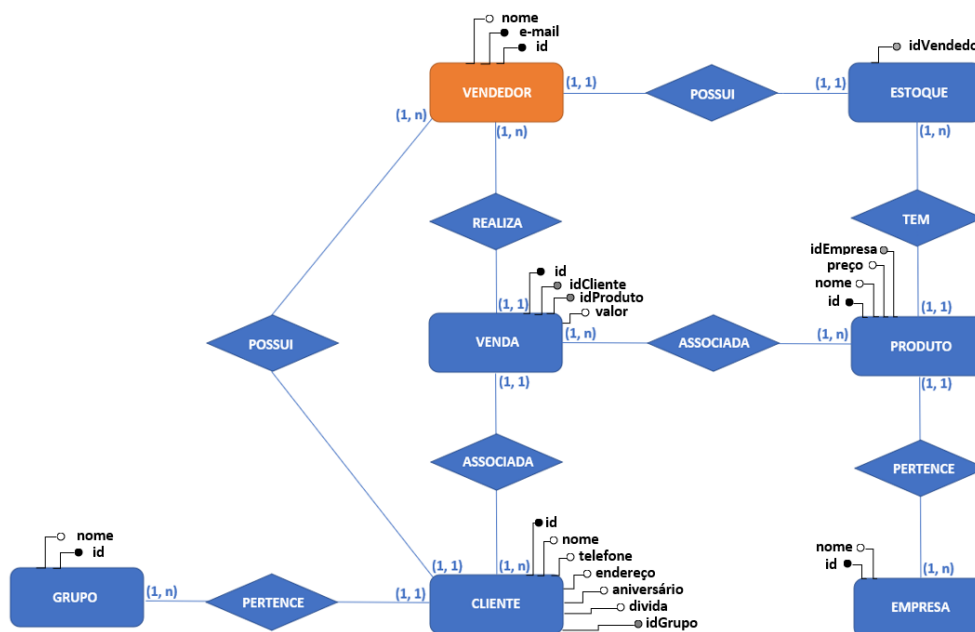 nome
e-mail
id
idVendedo
VENDEDOR
(1, 1)
POSSUI
(1, 1)
ESTOQUE
(1, n)
(1, n)
(1, n)
REALIZA
TEM
id
idCliente
idProduto
valor
idEmpresa
preço
nome
id
(1, 1)
(1, 1)
POSSUI
VENDA
(1, n)
ASSOCIADA
(1, n)
PRODUTO
(1, 1)
(1, 1)
ASSOCIADA
PERTENCE
nome
id
id
nome
telefone
endereço
aniversário
divida
idGrupo
nome
id
(1, 1)
(1, n)
(1, n)
GRUPO
(1, n)
PERTENCE
(1, 1)
CLIENTE
EMPRESA